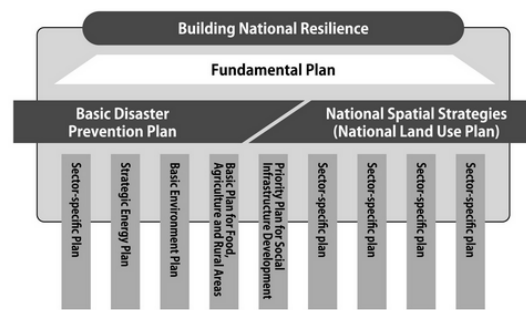 Building National Resilience
Fundamental Plan
Basic Disaster
Prevention Plan
National Spatial Strategies
(National Land Use Plan)
Sector-specific Plan
Strategic Energy Plan
Basic Environment Plan
Basic Plan for Food,
Agriculture and Rural Areas
Priority Plan for Social
Infrastructure Development
Sector-specific plan
Sector-specific plan
Sector-specific plan
Sector-specific plan